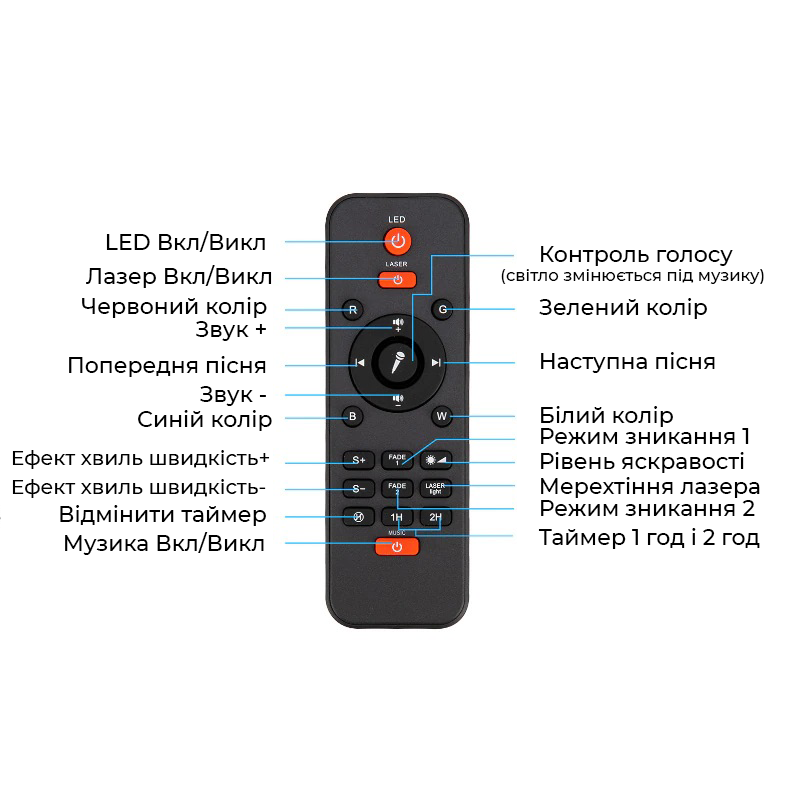 LED Вкл/Викл
Лазер Вкл/Викл
Червоний колір
Звук +
Попередня пісня
Звук -
Синій колір
Ефект хвиль швидкість+
Ефект хвиль швидкість-
Відмінити таймер
Музика Вкл/Викл
LED
LASER
R
G
+
−
B
W
S+
FADE
1
S−
FADE
2
LASER
light
H
1H
2H
MUSIC
Контроль голосу
(світло змінюється під музику)
Зелений колір
Наступна пісня
Білий колір
Режим зникання 1
Рівень яскравості
Мерехтіння лазера
Режим зникання 2
Таймер 1 год і 2 год